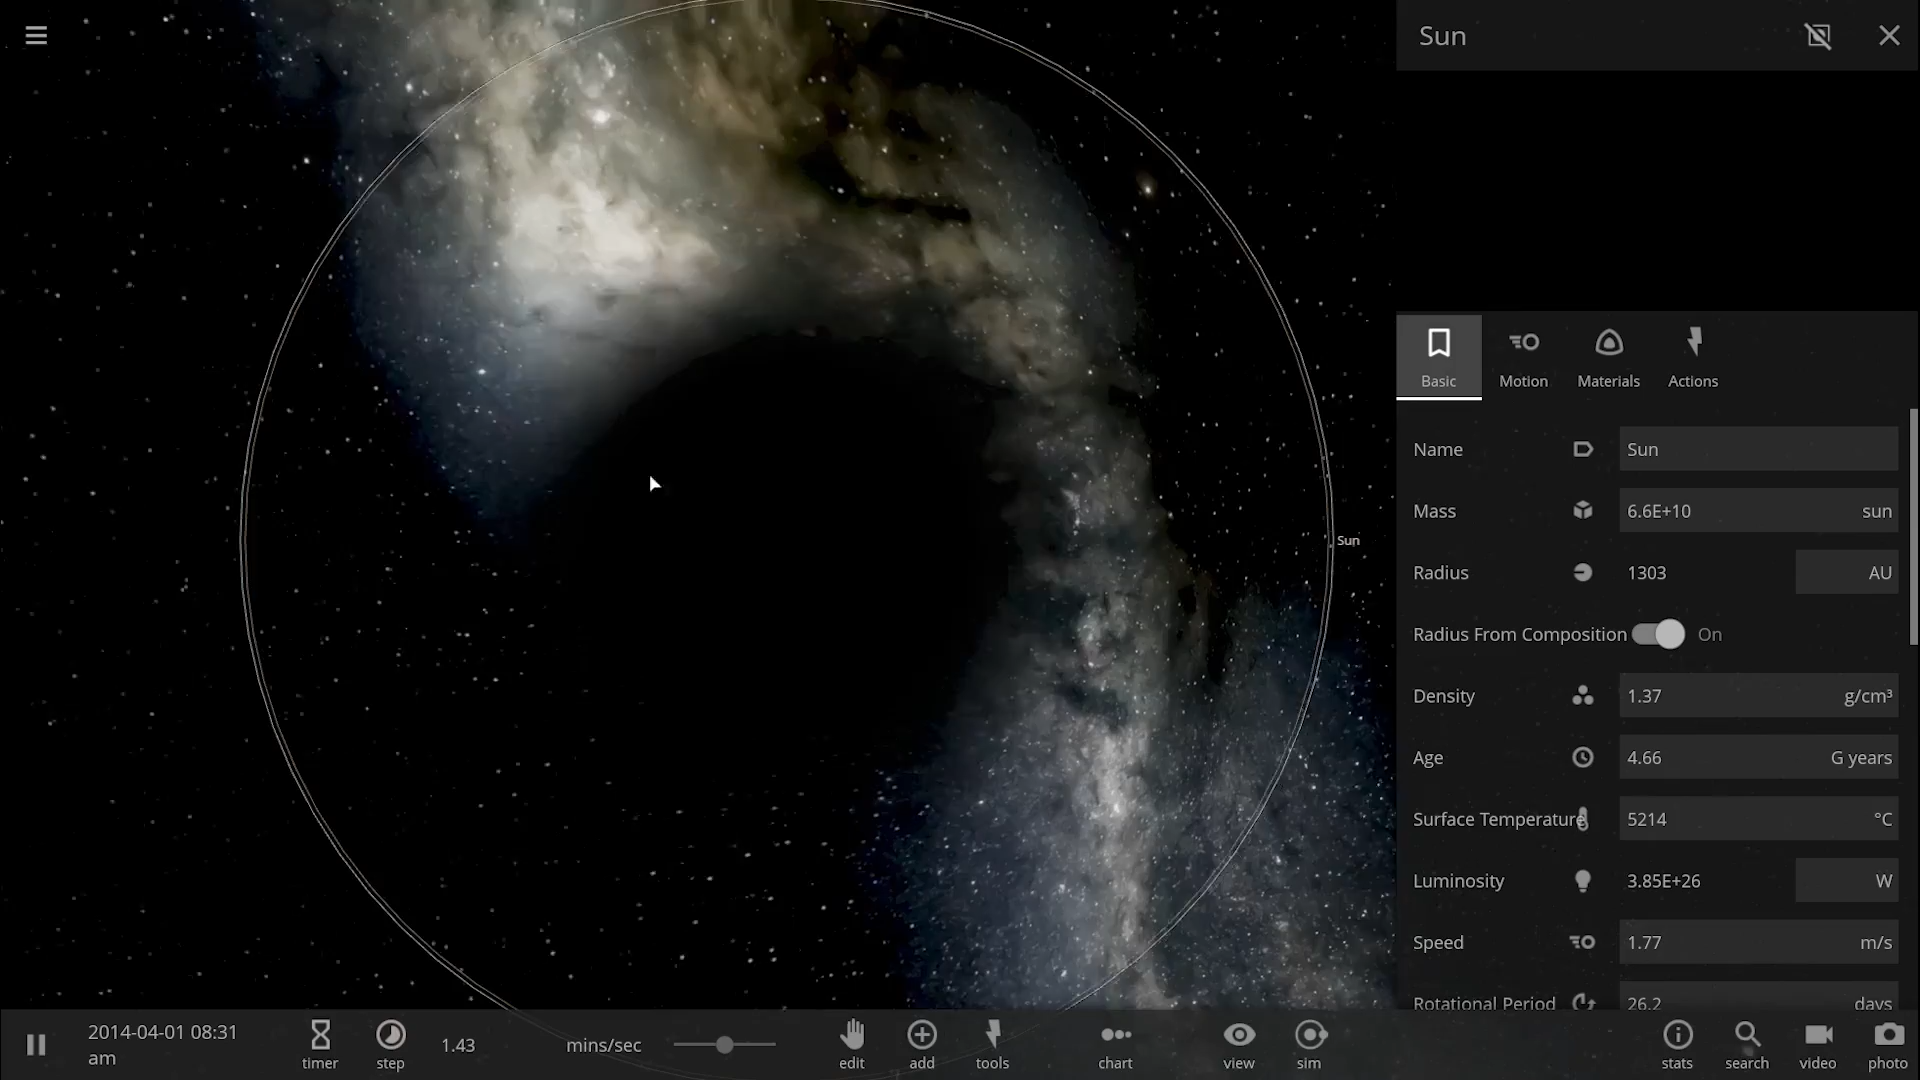 Sun
Basic
Motion
Materials
Actions
Name
Sun
Mass
6.6E+10 sun
Radius
1303 AU
Radius From Composition
On
Density
1.37 g/cm³
Age
4.66 G years
Surface Temperature
5214 °C
Luminosity
3.85E+26 W
Speed
1.77 m/s
Rotational Period
26.2 days
Sun
2014-04-01 08:31
am
timer
step
1.43 mins/sec
edit
add
tools
chart
view
sim
stats
search
video
photo